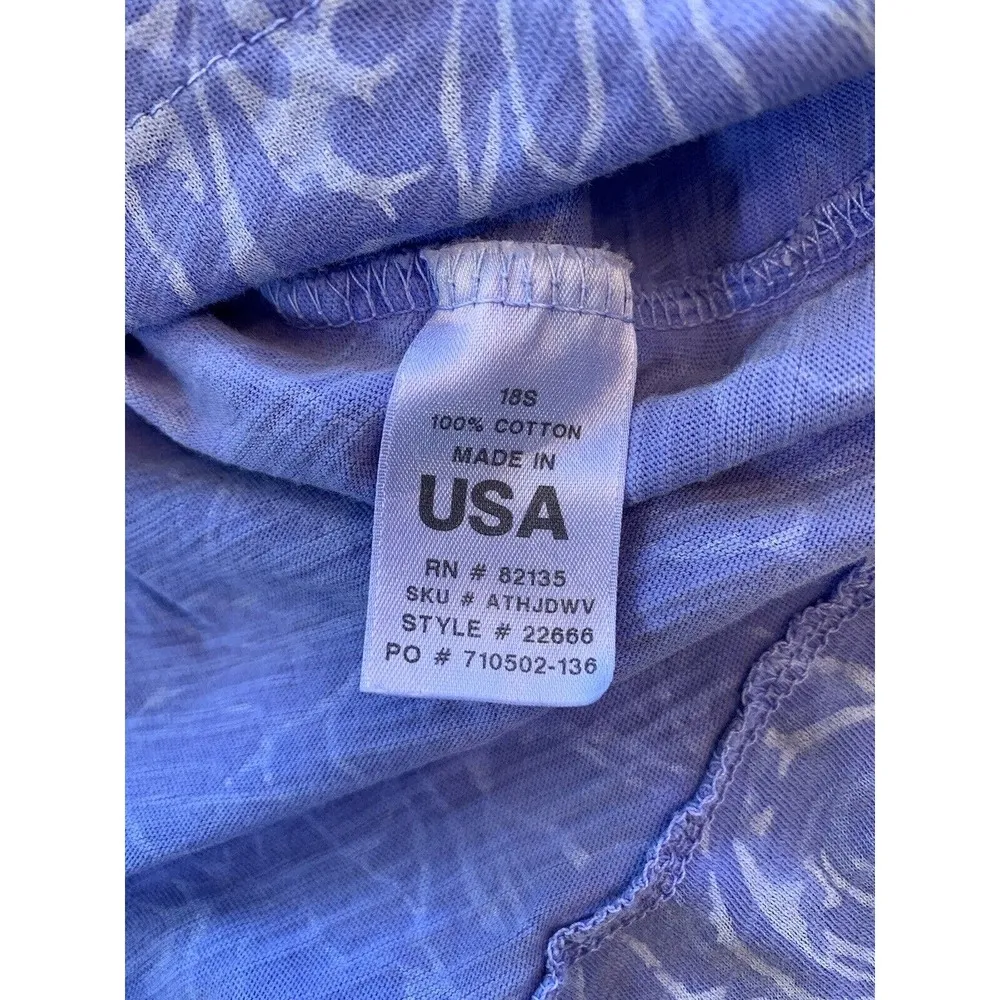 18S
100% COTTON
MADE IN
USA
RN # 82135
SKU # ATHJDWV
STYLE # 22666
PO # 710502-136